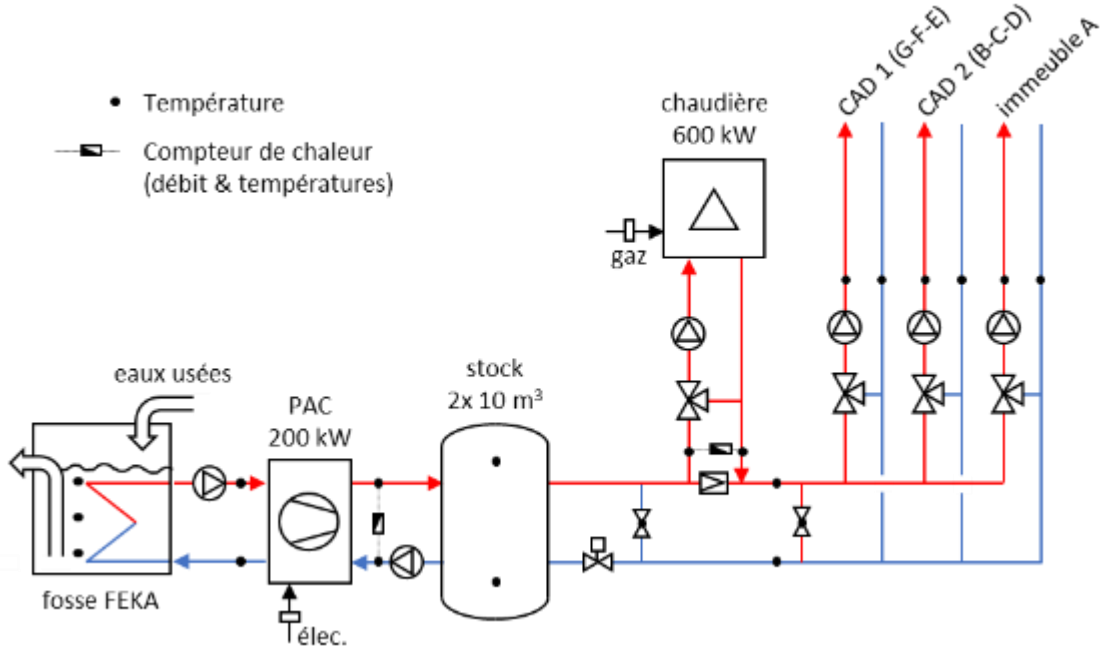 Température
Compteur de chaleur
(débit & températures)
chaudière
600 kW
gaz
CAD 1 (G-F-E)
CAD 2 (B-C-D)
immeuble A
eaux usées
PAC
200 kW
stock
2x 10 m³
fosse FEKA
élec.